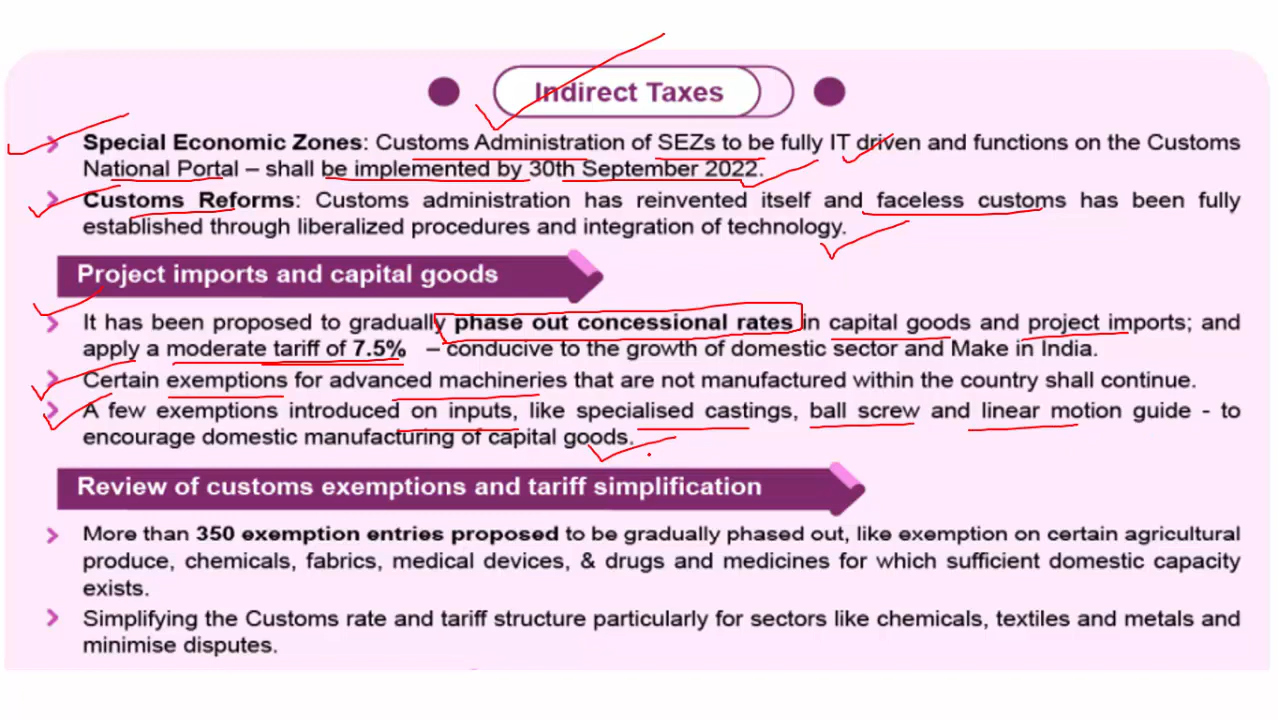 Indirect Taxes
Special Economic Zones: Customs Administration of SEZs to be fully IT driven and functions on the Customs
National Portal – shall be implemented by 30th September 2022.
Customs Reforms: Customs administration has reinvented itself and faceless customs has been fully
established through liberalized procedures and integration of technology.
Project imports and capital goods
It has been proposed to gradually phase out concessional rates in capital goods and project imports; and
apply a moderate tariff of 7.5% – conducive to the growth of domestic sector and Make in India.
Certain exemptions for advanced machineries that are not manufactured within the country shall continue.
A few exemptions introduced on inputs, like specialised castings, ball screw and linear motion guide - to
encourage domestic manufacturing of capital goods.
Review of customs exemptions and tariff simplification
More than 350 exemption entries proposed to be gradually phased out, like exemption on certain agricultural
produce, chemicals, fabrics, medical devices, & drugs and medicines for which sufficient domestic capacity
exists.
Simplifying the Customs rate and tariff structure particularly for sectors like chemicals, textiles and metals and
minimise disputes.